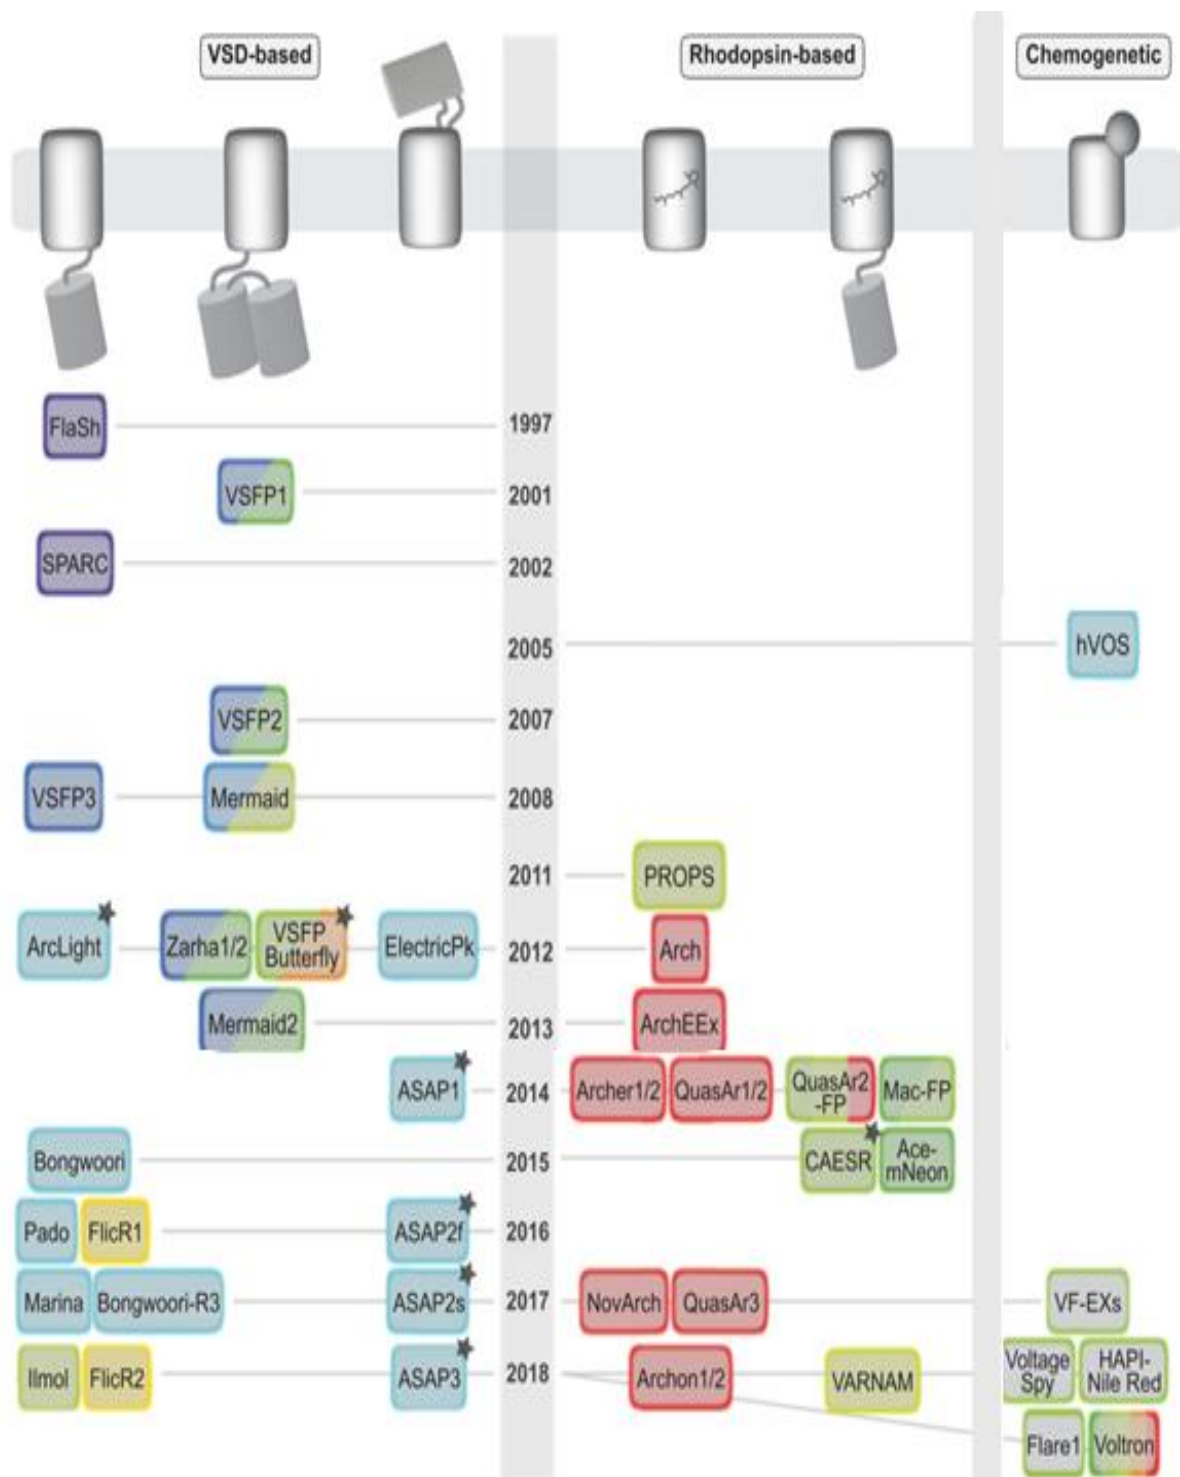 VSD-based
Rhodopsin-based
Chemogenetic
FlaSh
1997
VSFP1
2001
SPARC
2002
2005
hVOS
VSFP2
2007
VSFP3
Mermaid
2008
2011
PROPS
ArcLight
Zarha1/2
VSFP
Butterfly
ElectricPk
2012
Arch
Mermaid2
2013
ArchEEx
ASAP1
2014
Archer1/2
QuasAr1/2
QuasAr2
-FP
Mac-FP
Bongwoori
2015
CAESR
Ace-
mNeon
Pado
FlicR1
ASAP2f
2016
Marina
Bongwoori-R3
ASAP2s
2017
NovArch
QuasAr3
VF-EXs
Ilmol
FlicR2
ASAP3
2018
Archon1/2
VARNAM
Voltage
Spy
HAPI-
Nile Red
Flare1
Voltron